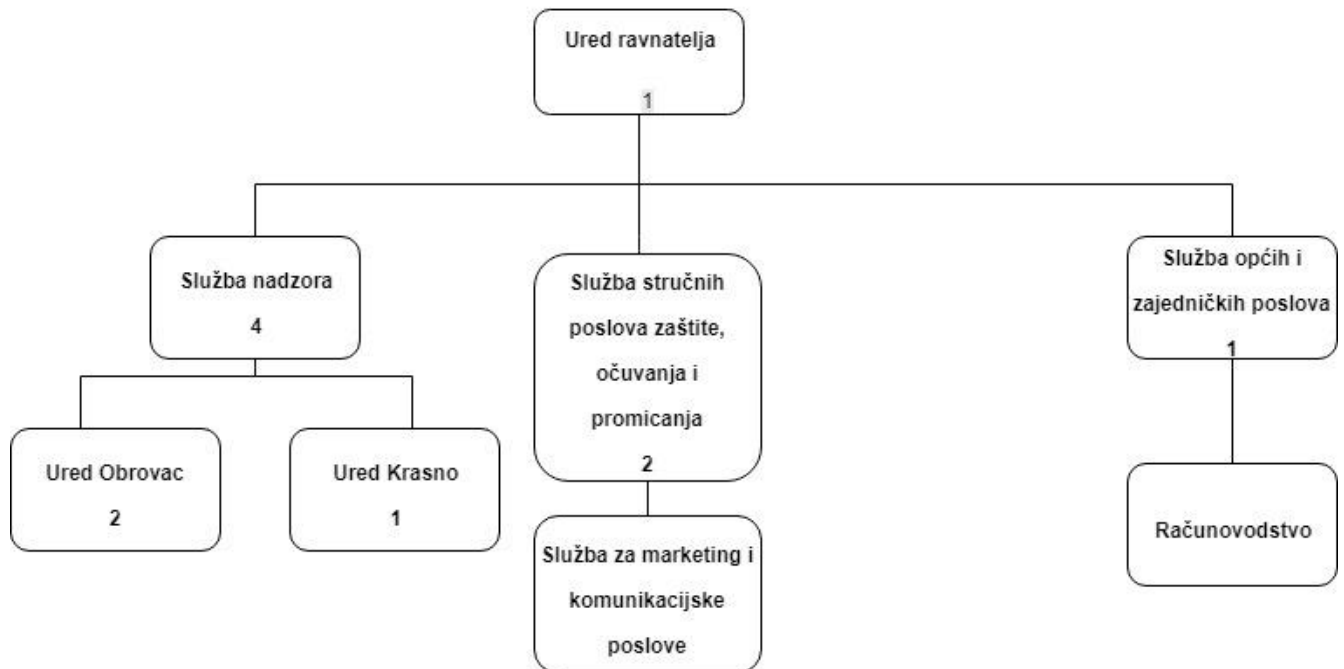 Ured ravnatelja
1
Služba nadzora
4
Ured Obrovac
2
Ured Krasno
1
Služba stručnih
poslova zaštite,
očuvanja i
promicanja
2
Služba za marketing i
komunikacijske
poslove
Služba općih i
zajedničkih poslova
1
Računovodstvo